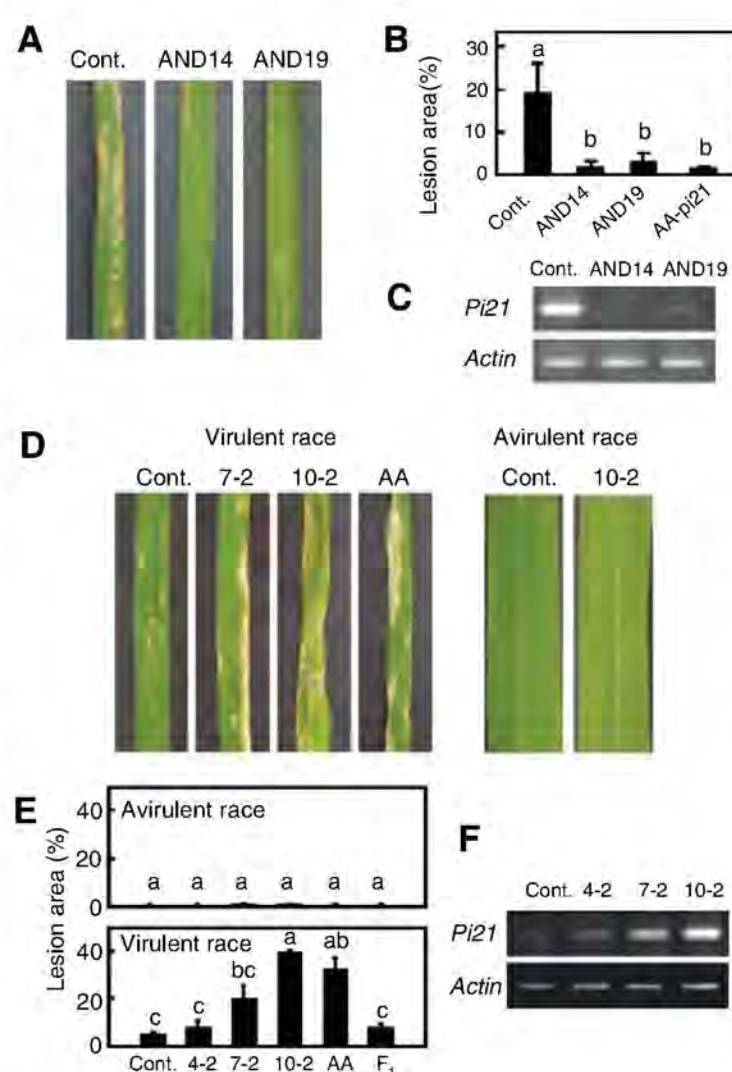 A
Cont. AND14 AND19
B
Lesion area(%)
30
20
10
0
a
b
b
b
Cont.
AND14
AND19
AA-pi21
C
Cont. AND14 AND19
Pi21
Actin
D
Virulent race
Cont. 7-2 10-2 AA
Avirulent race
Cont. 10-2
E
Lesion area (%)
Avirulent race
40
20
0
a a a a a a
Virulent race
40
20
0
c c bc a ab c
Cont. 4-2 7-2 10-2 AA F₁
F
Cont. 4-2 7-2 10-2
Pi21
Actin